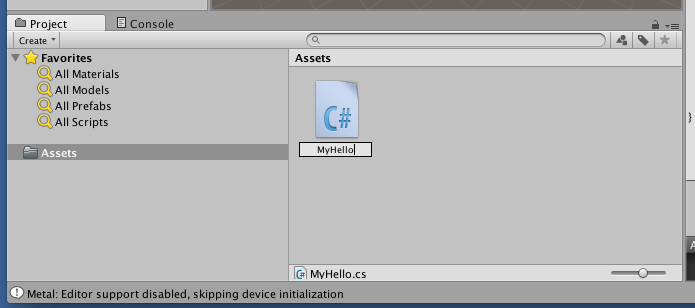 Project
Console
Create
Favorites
All Materials
All Models
All Prefabs
All Scripts
Assets
Assets
C#
MyHello
C# MyHello.cs
Metal: Editor support disabled, skipping device initialization
}